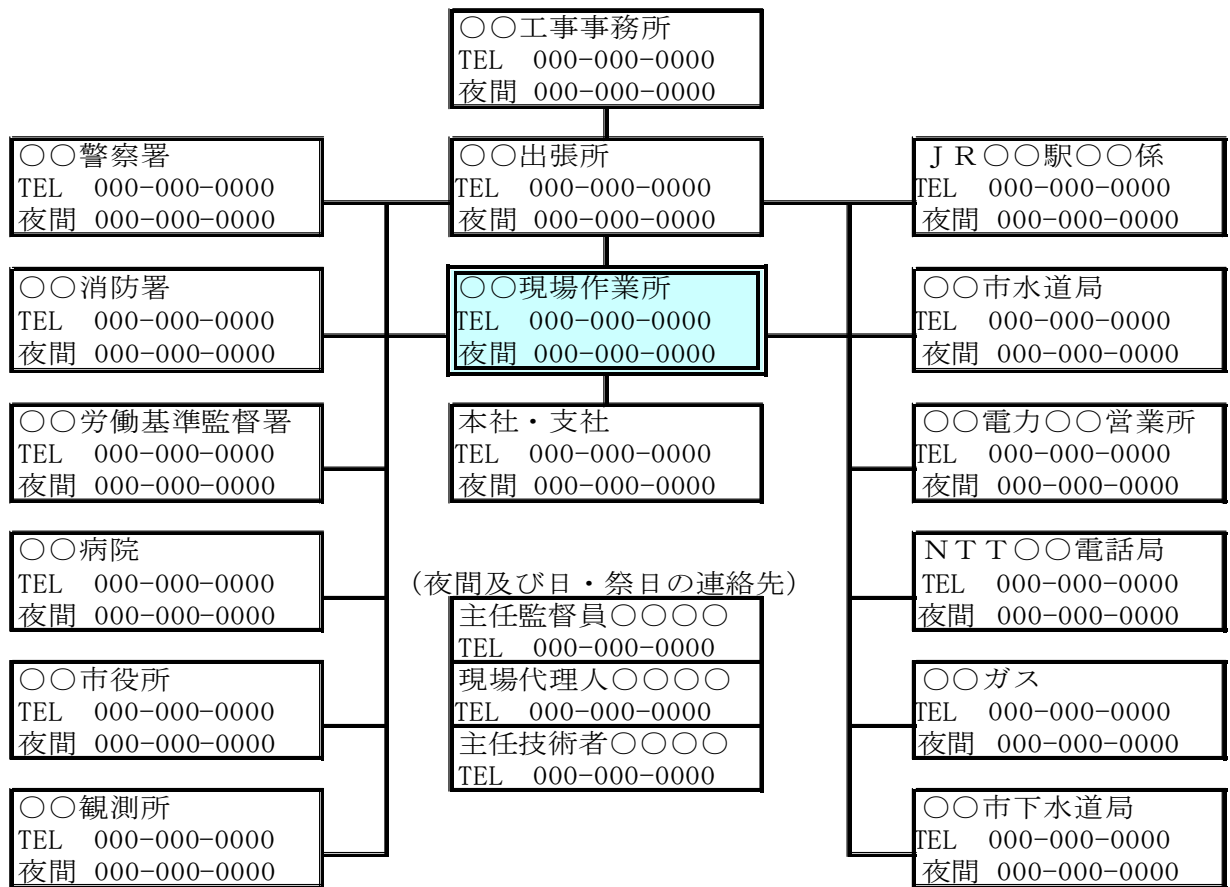 ○○工事事務所
TEL 000-000-0000
夜間 000-000-0000
○○警察署
TEL 000-000-0000
夜間 000-000-0000
○○出張所
TEL 000-000-0000
夜間 000-000-0000
ＪＲ○○駅○○係
TEL 000-000-0000
夜間 000-000-0000
○○消防署
TEL 000-000-0000
夜間 000-000-0000
○○現場作業所
TEL 000-000-0000
夜間 000-000-0000
○○市水道局
TEL 000-000-0000
夜間 000-000-0000
○○労働基準監督署
TEL 000-000-0000
夜間 000-000-0000
本社・支社
TEL 000-000-0000
夜間 000-000-0000
○○電力○○営業所
TEL 000-000-0000
夜間 000-000-0000
○○病院
TEL 000-000-0000
夜間 000-000-0000
（夜間及び日・祭日の連絡先）
主任監督員○○○○
TEL 000-000-0000
現場代理人○○○○
TEL 000-000-0000
主任技術者○○○○
TEL 000-000-0000
ＮＴＴ○○電話局
TEL 000-000-0000
夜間 000-000-0000
○○市役所
TEL 000-000-0000
夜間 000-000-0000
○○ガス
TEL 000-000-0000
夜間 000-000-0000
○○観測所
TEL 000-000-0000
夜間 000-000-0000
○○市下水道局
TEL 000-000-0000
夜間 000-000-0000